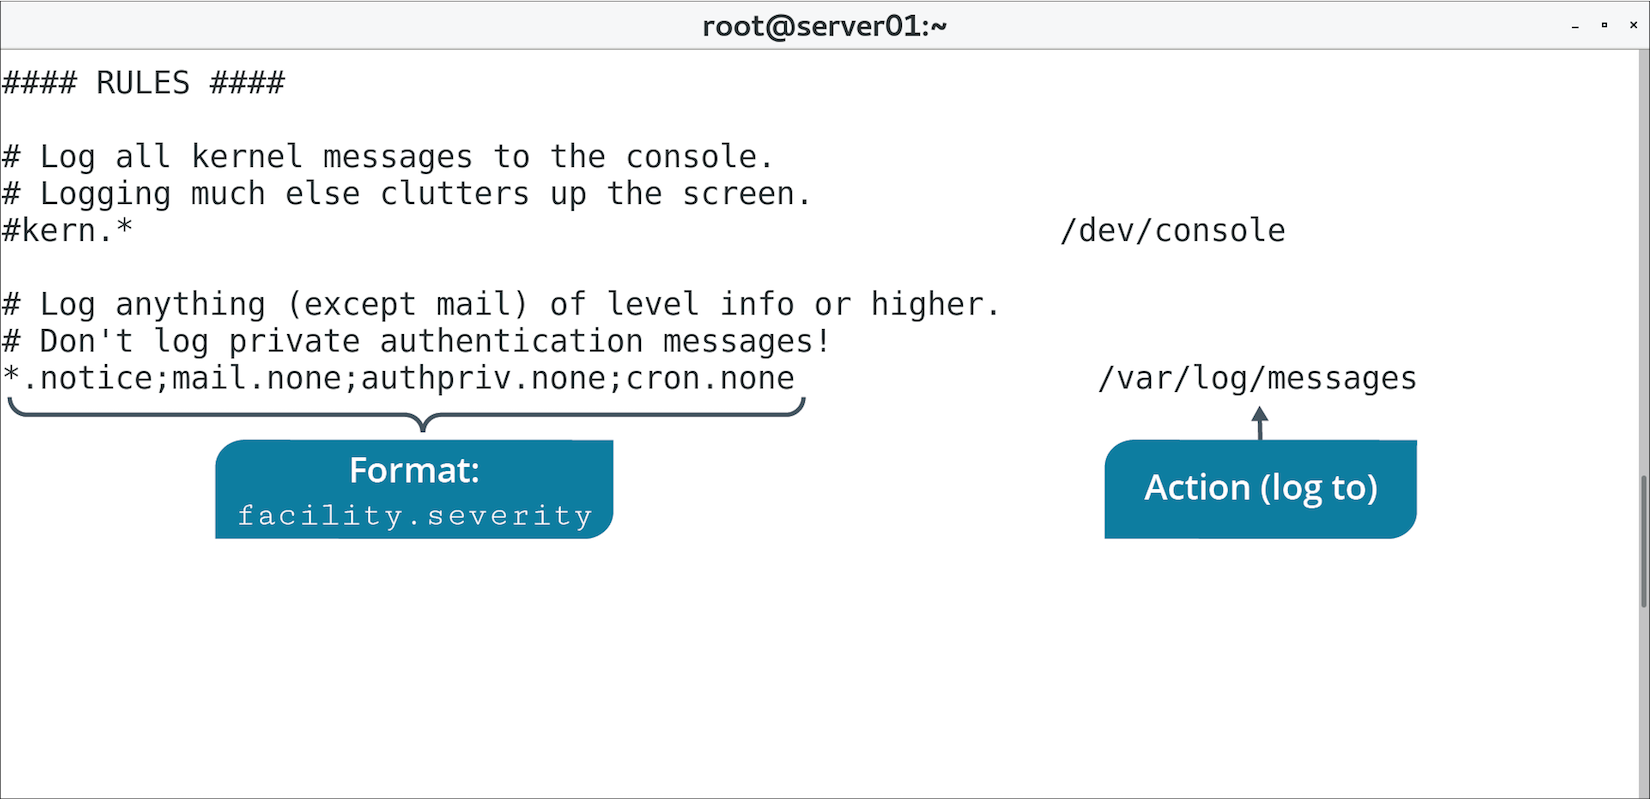 root@server01:~
#### RULES ####
# Log all kernel messages to the console.
# Logging much else clutters up the screen.
#kern.* /dev/console
# Log anything (except mail) of level info or higher.
# Don't log private authentication messages!
*.notice;mail.none;authpriv.none;cron.none /var/log/messages
Format:
facility.severity
Action (log to)